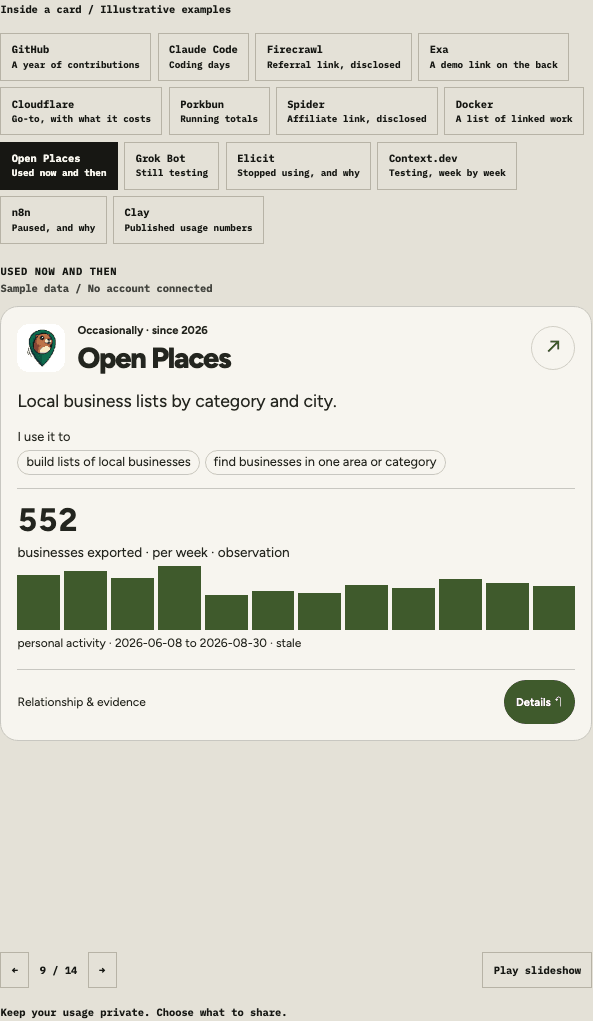 Inside a card / Illustrative examples
GitHub
A year of contributions
Claude Code
Coding days
Firecrawl
Referral link, disclosed
Exa
A demo link on the back
Cloudflare
Go-to, with what it costs
Porkbun
Running totals
Spider
Affiliate link, disclosed
Docker
A list of linked work
Open Places
Used now and then
Grok Bot
Still testing
Elicit
Stopped using, and why
Context.dev
Testing, week by week
n8n
Paused, and why
Clay
Published usage numbers
USED NOW AND THEN
Sample data / No account connected
Occasionally · since 2026
Open Places
Local business lists by category and city.
I use it to
build lists of local businesses
find businesses in one area or category
552
businesses exported · per week · observation
personal activity · 2026-06-08 to 2026-08-30 · stale
Relationship & evidence
Details
9 / 14
Play slideshow
Keep your usage private. Choose what to share.